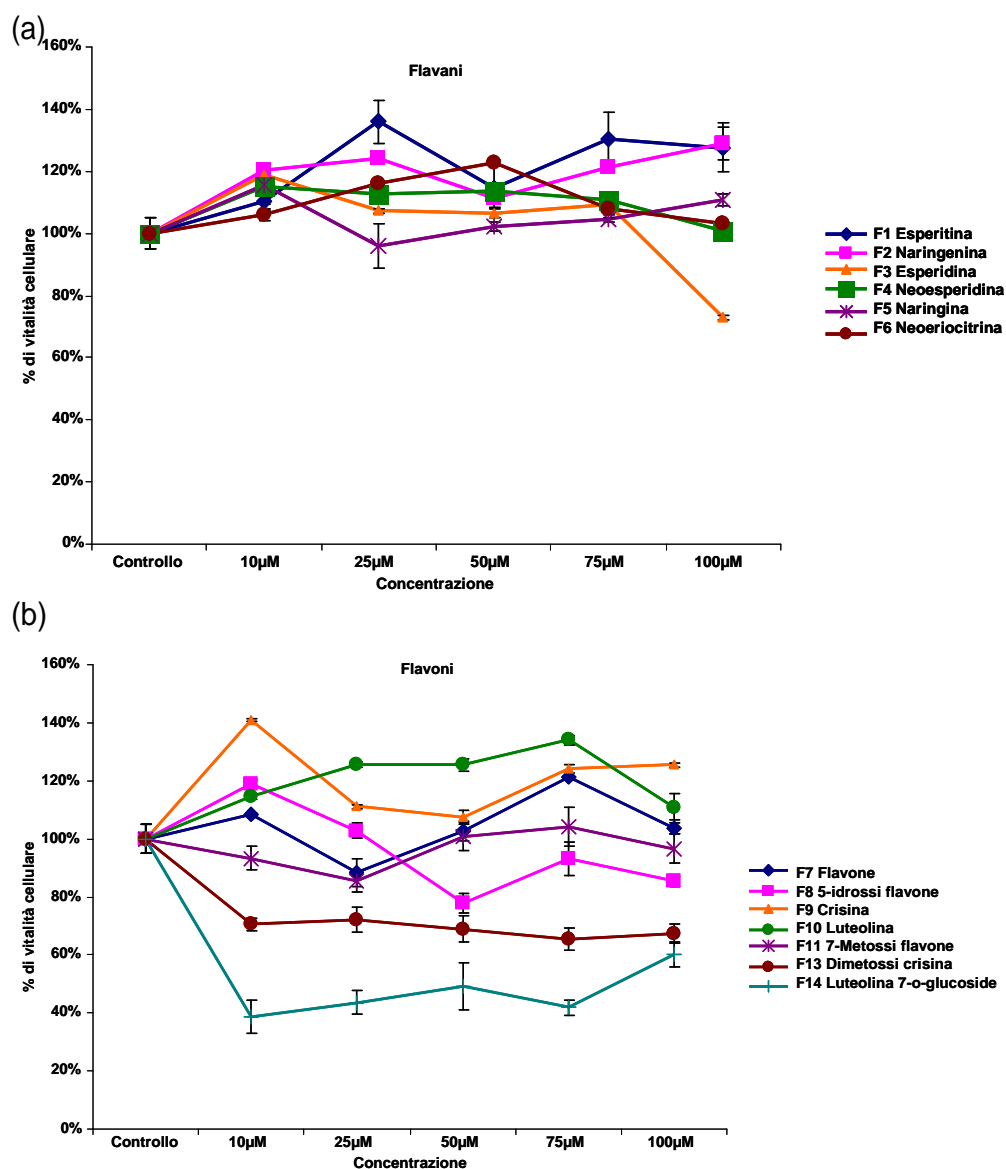 (a)
160%
Flavani
140%
120%
100%
80%
60%
40%
20%
0%
% di vitalità cellulare
Controllo 10µM 25µM 50µM 75µM 100µM
Concentrazione
F1 Esperitina
F2 Naringenina
F3 Esperidina
F4 Neoesperidina
F5 Naringina
F6 Neoeriocitrina
(b)
160%
Flavoni
140%
120%
100%
80%
60%
40%
20%
0%
% di vitalità cellulare
Controllo 10µM 25µM 50µM 75µM 100µM
Concentrazione
F7 Flavone
F8 5-idrossi flavone
F9 Crisina
F10 Luteolina
F11 7-Metossi flavone
F13 Dimetossi crisina
F14 Luteolina 7-o-glucoside